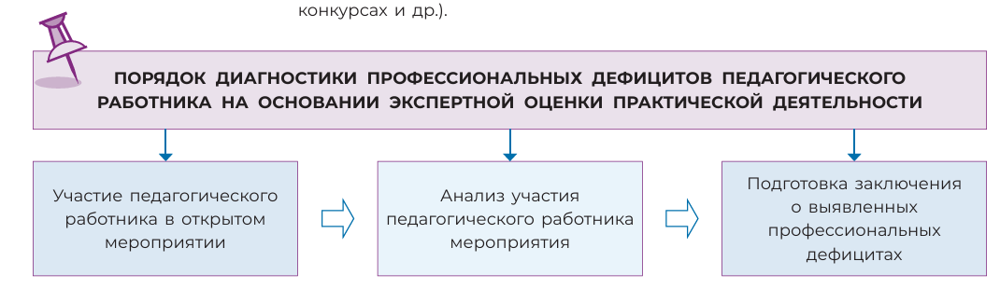 конкурсах и др.).
ПОРЯДОК ДИАГНОСТИКИ ПРОФЕССИОНАЛЬНЫХ ДЕФИЦИТОВ ПЕДАГОГИЧЕСКОГО
РАБОТНИКА НА ОСНОВАНИИ ЭКСПЕРТНОЙ ОЦЕНКИ ПРАКТИЧЕСКОЙ ДЕЯТЕЛЬНОСТИ
Участие педагогического
работника в открытом
мероприятии
Анализ участия
педагогического работника
мероприятия
Подготовка заключения
о выявленных
профессиональных
дефицитах